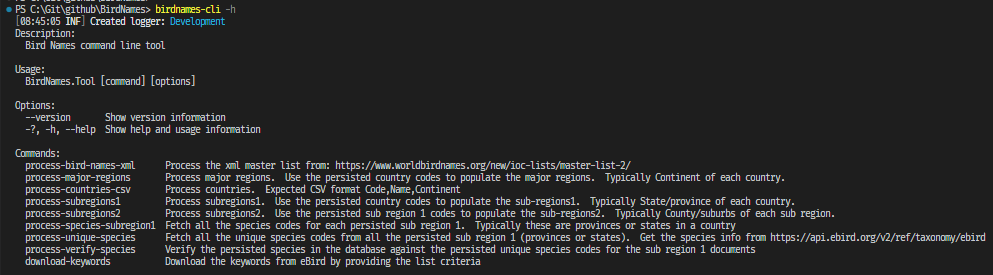 PS C:\Git\github\BirdNames> birdnames-cli -h
[08:45:05 INF] Created logger: Development
Description:
Bird Names command line tool
Usage:
BirdNames.Tool [command] [options]
Options:
--version Show version information
-?, -h, --help Show help and usage information
Commands:
process-bird-names-xml Process the xml master list from: https://www.worldbirdnames.org/new/ioc-lists/master-list-2/
process-major-regions Process major regions. Use the persisted country codes to populate the major regions. Typically Continent of each country.
process-countries-csv Process countries. Expected CSV format Code,Name,Continent
process-subregions1 Process subregions1. Use the persisted country codes to populate the sub-regions1. Typically State/province of each country.
process-subregions2 Process subregions2. Use the persisted sub region 1 codes to populate the sub-regions2. Typically County/suburbs of each sub region.
process-species-subregion1 Fetch all the species codes for each persisted sub region 1. Typically these are provinces or states in a country
process-unique-species Fetch all the unique species codes from all the persisted sub region 1 (provinces or states). Get the species info from https://api.ebird.org/v2/ref/taxonomy/ebird
process-verify-species Verify the persisted species in the database against the persisted unique species codes for the sub region 1 documents
download-keywords Download the keywords from eBird by providing the list criteria